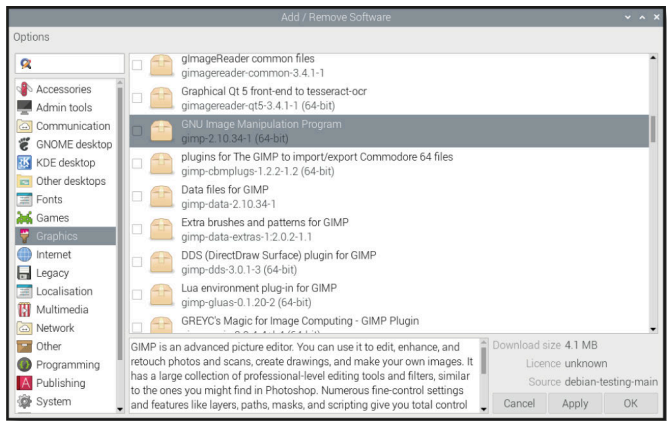 Add / Remove Software
Options
Accessories
Admin tools
Communication
GNOME desktop
KDE desktop
Other desktops
Fonts
Games
Graphics
Internet
Legacy
Localisation
Multimedia
Network
Other
Programming
Publishing
System
gImageReader common files
gimagereader-common-3.4.1-1
Graphical Qt 5 front-end to tesseract-ocr
gimagereader-qt5-3.4.1-1 (64-bit)
GNU Image Manipulation Program
gimp-2.10.34-1 (64-bit)
plugins for The GIMP to import/export Commodore 64 files
gimp-cbmplugs-1.2.2-1.2 (64-bit)
Data files for GIMP
gimp-data-2.10.34-1
Extra brushes and patterns for GIMP
gimp-data-extras-1:2.0.2-1.1
DDS (DirectDraw Surface) plugin for GIMP
gimp-dds-3.0.1-3 (64-bit)
Lua environment plug-in for GIMP
gimp-gluas-0.1.20-2 (64-bit)
GREYC's Magic for Image Computing - GIMP Plugin
GIMP is an advanced picture editor. You can use it to edit, enhance, and
retouch photos and scans, create drawings, and make your own images. It
has a large collection of professional-level editing tools and filters, similar
to the ones you might find in Photoshop. Numerous fine-control settings
and features like layers, paths, masks, and scripting give you total control
Download size 4.1 MB
Licence unknown
Source debian-testing-main
Cancel
Apply
OK